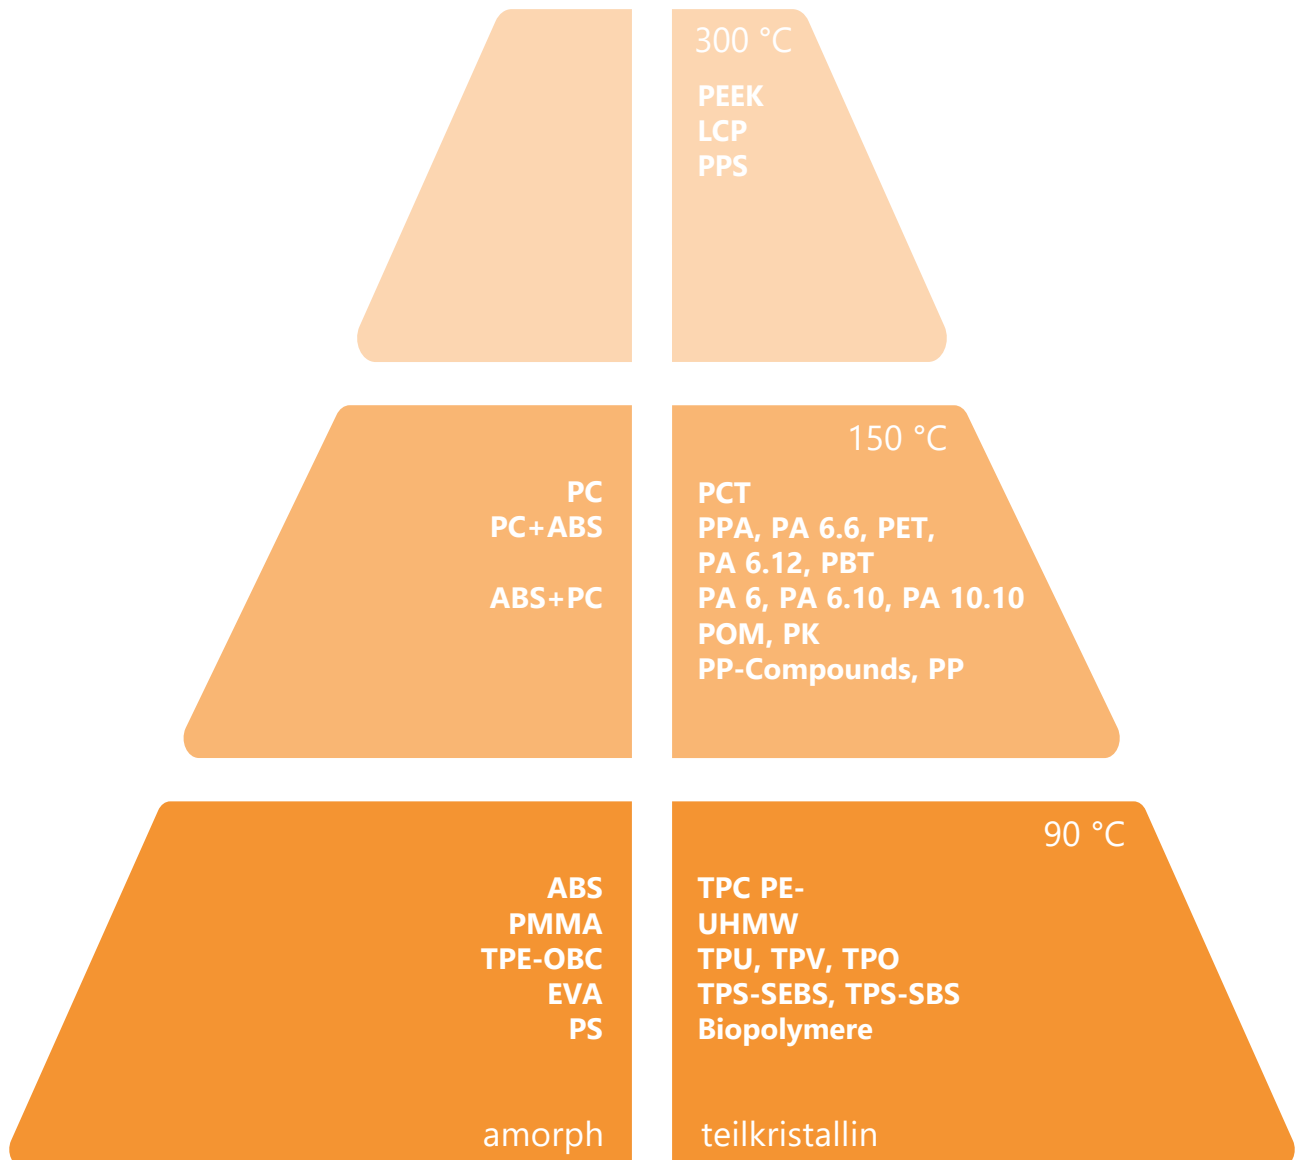 300 °C
PEEK
LCP
PPS
150 °C
PC
PC+ABS
ABS+PC
PCT
PPA, PA 6.6, PET,
PA 6.12, PBT
PA 6, PA 6.10, PA 10.10
POM, PK
PP-Compounds, PP
90 °C
ABS
PMMA
TPE-OBC
EVA
PS
TPC PE-
UHMW
TPU, TPV, TPO
TPS-SEBS, TPS-SBS
Biopolymere
amorph
teilkristallin